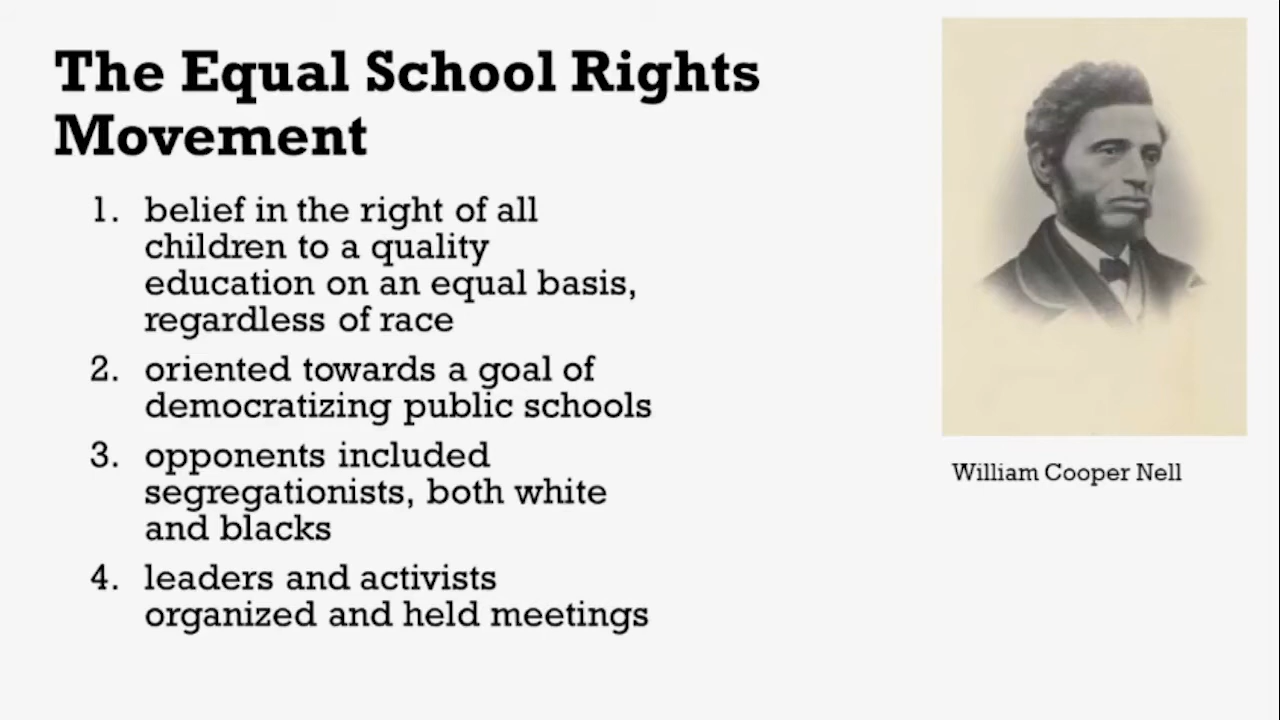 The Equal School Rights
Movement
1. belief in the right of all
children to a quality
education on an equal basis,
regardless of race
2. oriented towards a goal of
democratizing public schools
3. opponents included
segregationists, both white
and blacks
4. leaders and activists
organized and held meetings
William Cooper Nell